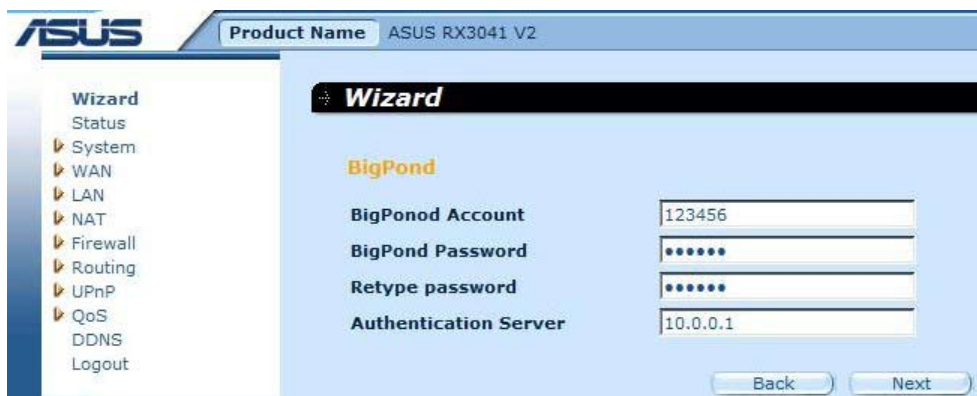 ASUS Product Name ASUS RX3041 V2
Wizard
Status
System
WAN
LAN
NAT
Firewall
Routing
UPnP
QoS
DDNS
Logout
Wizard
BigPond
BigPonod Account 123456
BigPond Password ••••••
Retype password ••••••
Authentication Server 10.0.0.1
Back Next